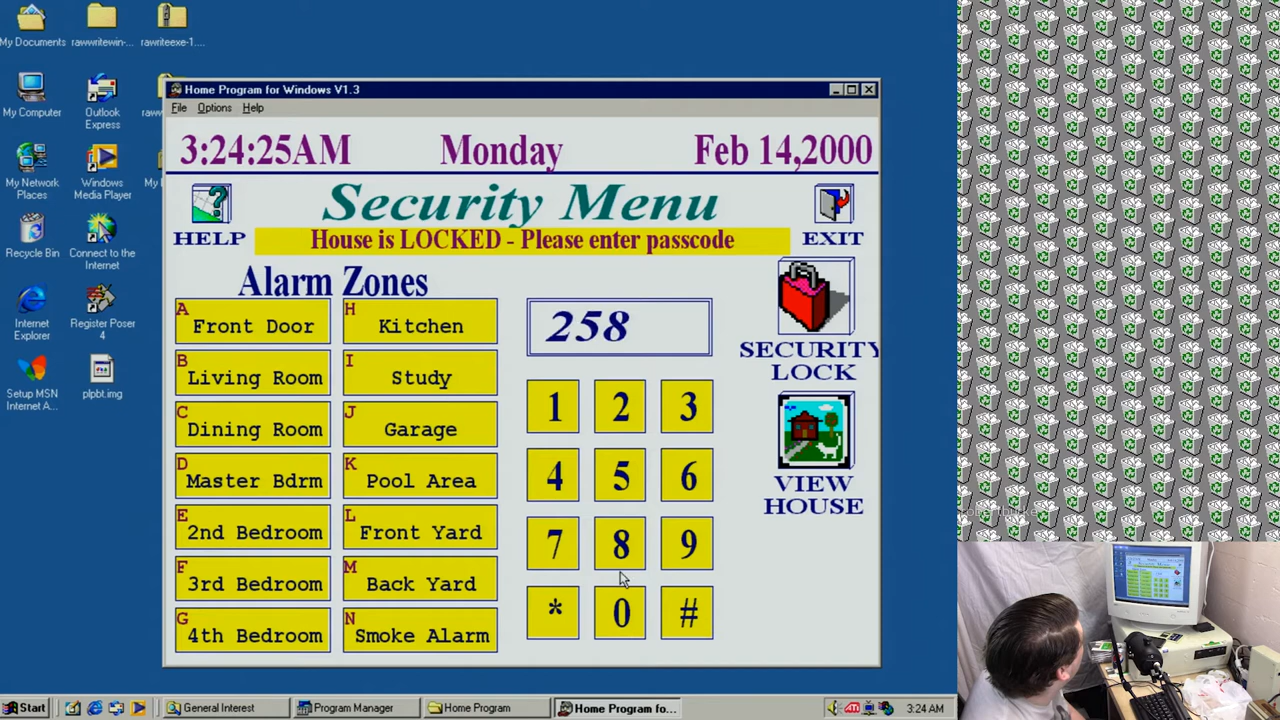 My Documents
rawwritewin-...
rawriteexe-1....
My Computer
Outlook Express
raww
My Network Places
Windows Media Player
My
Recycle Bin
Connect to the Internet
Internet Explorer
Register Poser 4
Setup MSN Internet A...
plpbt.img
Home Program for Windows V1.3
File Options Help
3:24:25AM Monday Feb 14,2000
Security Menu
HELP
House is LOCKED - Please enter passcode
EXIT
Alarm Zones
A Front Door
H Kitchen
B Living Room
I Study
C Dining Room
J Garage
D Master Bdrm
K Pool Area
E 2nd Bedroom
L Front Yard
F 3rd Bedroom
M Back Yard
G 4th Bedroom
N Smoke Alarm
258
1 2 3
4 5 6
7 8 9
* 0 #
SECURITY LOCK
VIEW HOUSE
Start
General Interest
Program Manager
Home Program
Home Program fo...
ATI
3:24 AM